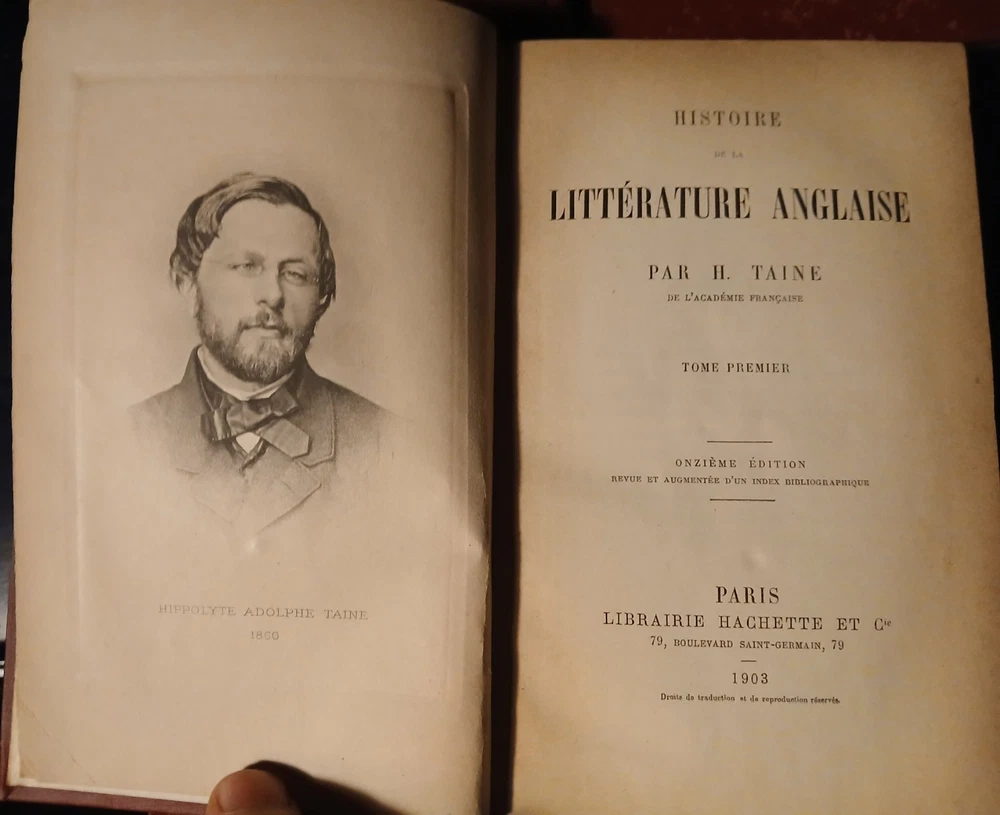 HIPPOLYTE ADOLPHE TAINE
1860
HISTOIRE
DE LA
LITTÉRATURE ANGLAISE
PAR H. TAINE
DE L'ACADÉMIE FRANÇAISE
TOME PREMIER
ONZIÈME ÉDITION
REVUE ET AUGMENTÉE D'UN INDEX BIBLIOGRAPHIQUE
PARIS
LIBRAIRIE HACHETTE ET Cie
79, BOULEVARD SAINT-GERMAIN, 79
1903
Droits de traduction et de reproduction réservés.